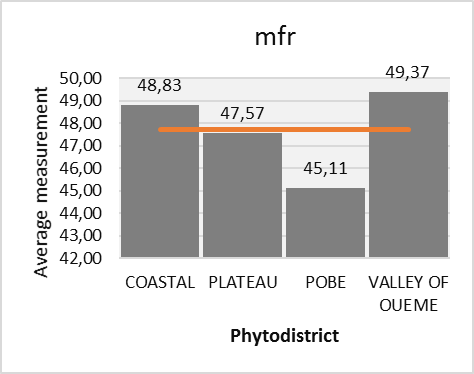 mfr
Average measurement
50,00
49,00
48,00
47,00
46,00
45,00
44,00
43,00
42,00
48,83
47,57
45,11
49,37
COASTAL
PLATEAU
POBE
VALLEY OF
OUEME
Phytodistrict